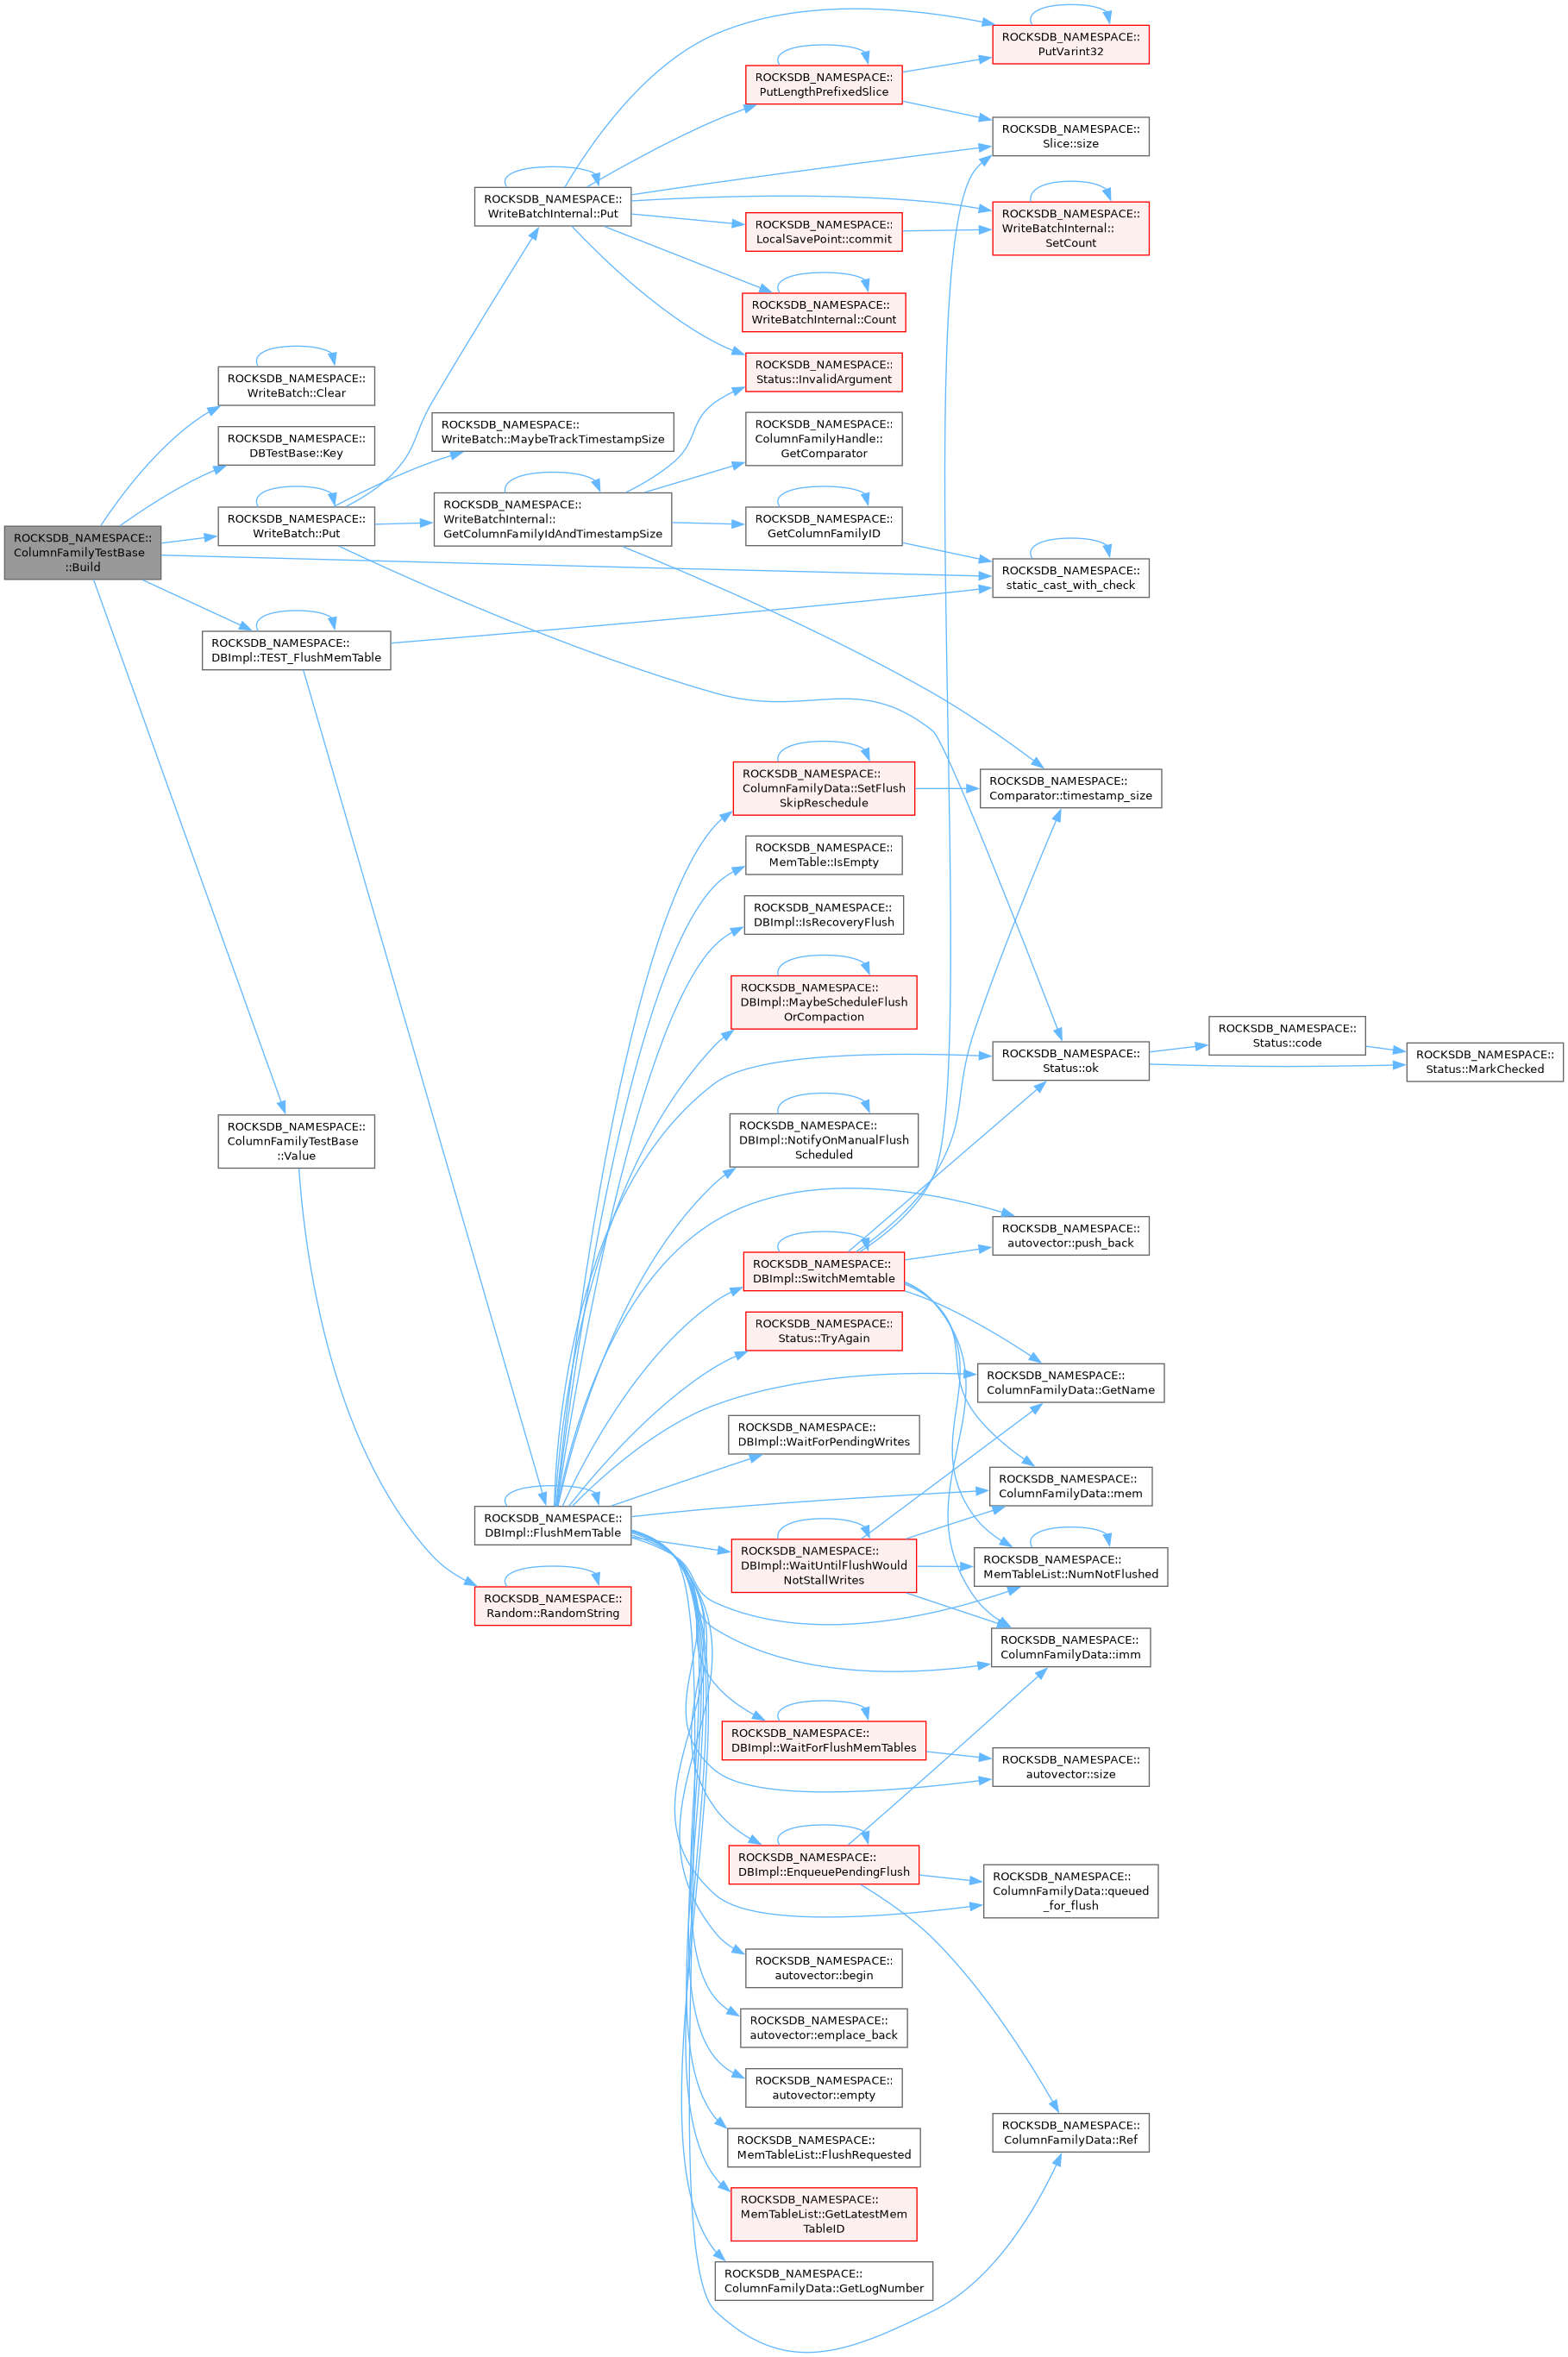 ROCKSDB_NAMESPACE::
ColumnFamilyTestBase
::Build
ROCKSDB_NAMESPACE::
WriteBatch::Clear
ROCKSDB_NAMESPACE::
DBTestBase::Key
ROCKSDB_NAMESPACE::
WriteBatch::Put
ROCKSDB_NAMESPACE::
DBImpl::TEST_FlushMemTable
ROCKSDB_NAMESPACE::
ColumnFamilyTestBase
::Value
ROCKSDB_NAMESPACE::
WriteBatchInternal::Put
ROCKSDB_NAMESPACE::
WriteBatch::MaybeTrackTimestampSize
ROCKSDB_NAMESPACE::
WriteBatchInternal::
GetColumnFamilyIdAndTimestampSize
ROCKSDB_NAMESPACE::
DBImpl::FlushMemTable
ROCKSDB_NAMESPACE::
Random::RandomString
ROCKSDB_NAMESPACE::
PutLengthPrefixedSlice
ROCKSDB_NAMESPACE::
LocalSavePoint::commit
ROCKSDB_NAMESPACE::
WriteBatchInternal::Count
ROCKSDB_NAMESPACE::
Status::InvalidArgument
ROCKSDB_NAMESPACE::
ColumnFamilyHandle::
GetComparator
ROCKSDB_NAMESPACE::
GetColumnFamilyID
ROCKSDB_NAMESPACE::
ColumnFamilyData::SetFlush
SkipReschedule
ROCKSDB_NAMESPACE::
MemTable::IsEmpty
ROCKSDB_NAMESPACE::
DBImpl::IsRecoveryFlush
ROCKSDB_NAMESPACE::
DBImpl::MaybeScheduleFlush
OrCompaction
ROCKSDB_NAMESPACE::
DBImpl::NotifyOnManualFlush
Scheduled
ROCKSDB_NAMESPACE::
DBImpl::SwitchMemtable
ROCKSDB_NAMESPACE::
Status::TryAgain
ROCKSDB_NAMESPACE::
DBImpl::WaitForPendingWrites
ROCKSDB_NAMESPACE::
DBImpl::WaitUntilFlushWould
NotStallWrites
ROCKSDB_NAMESPACE::
DBImpl::WaitForFlushMemTables
ROCKSDB_NAMESPACE::
DBImpl::EnqueuePendingFlush
ROCKSDB_NAMESPACE::
autovector::begin
ROCKSDB_NAMESPACE::
autovector::emplace_back
ROCKSDB_NAMESPACE::
autovector::empty
ROCKSDB_NAMESPACE::
MemTableList::FlushRequested
ROCKSDB_NAMESPACE::
MemTableList::GetLatestMem
TableID
ROCKSDB_NAMESPACE::
ColumnFamilyData::GetLogNumber
ROCKSDB_NAMESPACE::
PutVarint32
ROCKSDB_NAMESPACE::
Slice::size
ROCKSDB_NAMESPACE::
WriteBatchInternal::
SetCount
ROCKSDB_NAMESPACE::
static_cast_with_check
ROCKSDB_NAMESPACE::
Comparator::timestamp_size
ROCKSDB_NAMESPACE::
Status::ok
ROCKSDB_NAMESPACE::
autovector::push_back
ROCKSDB_NAMESPACE::
ColumnFamilyData::GetName
ROCKSDB_NAMESPACE::
ColumnFamilyData::mem
ROCKSDB_NAMESPACE::
MemTableList::NumNotFlushed
ROCKSDB_NAMESPACE::
ColumnFamilyData::imm
ROCKSDB_NAMESPACE::
autovector::size
ROCKSDB_NAMESPACE::
ColumnFamilyData::queued
_for_flush
ROCKSDB_NAMESPACE::
ColumnFamilyData::Ref
ROCKSDB_NAMESPACE::
Status::code
ROCKSDB_NAMESPACE::
Status::MarkChecked